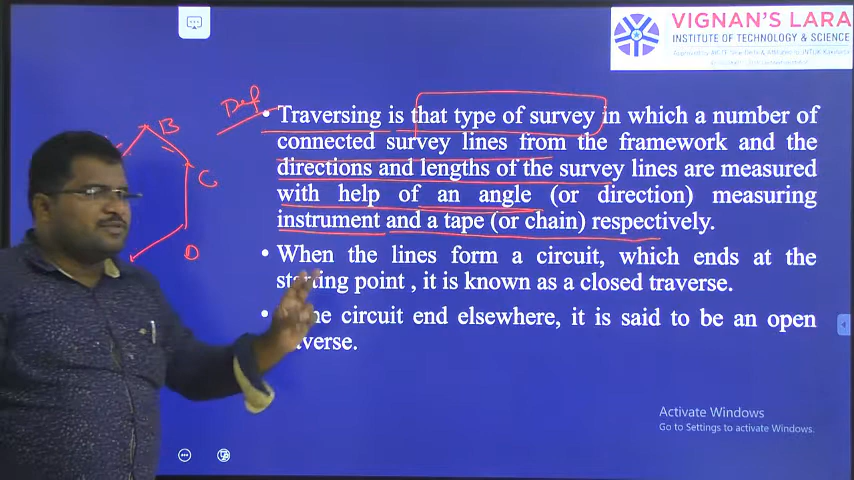 VIGNAN'S LARA
INSTITUTE OF TECHNOLOGY & SCIENCE
Def
• Traversing is that type of survey in which a number of
connected survey lines from the framework and the
directions and lengths of the survey lines are measured
with help of an angle (or direction) measuring
instrument and a tape (or chain) respectively.
• When the lines form a circuit, which ends at the
starting point , it is known as a closed traverse.
circuit end elsewhere, it is said to be an open
B
C
D
Activate Windows
Go to Settings to activate Windows.